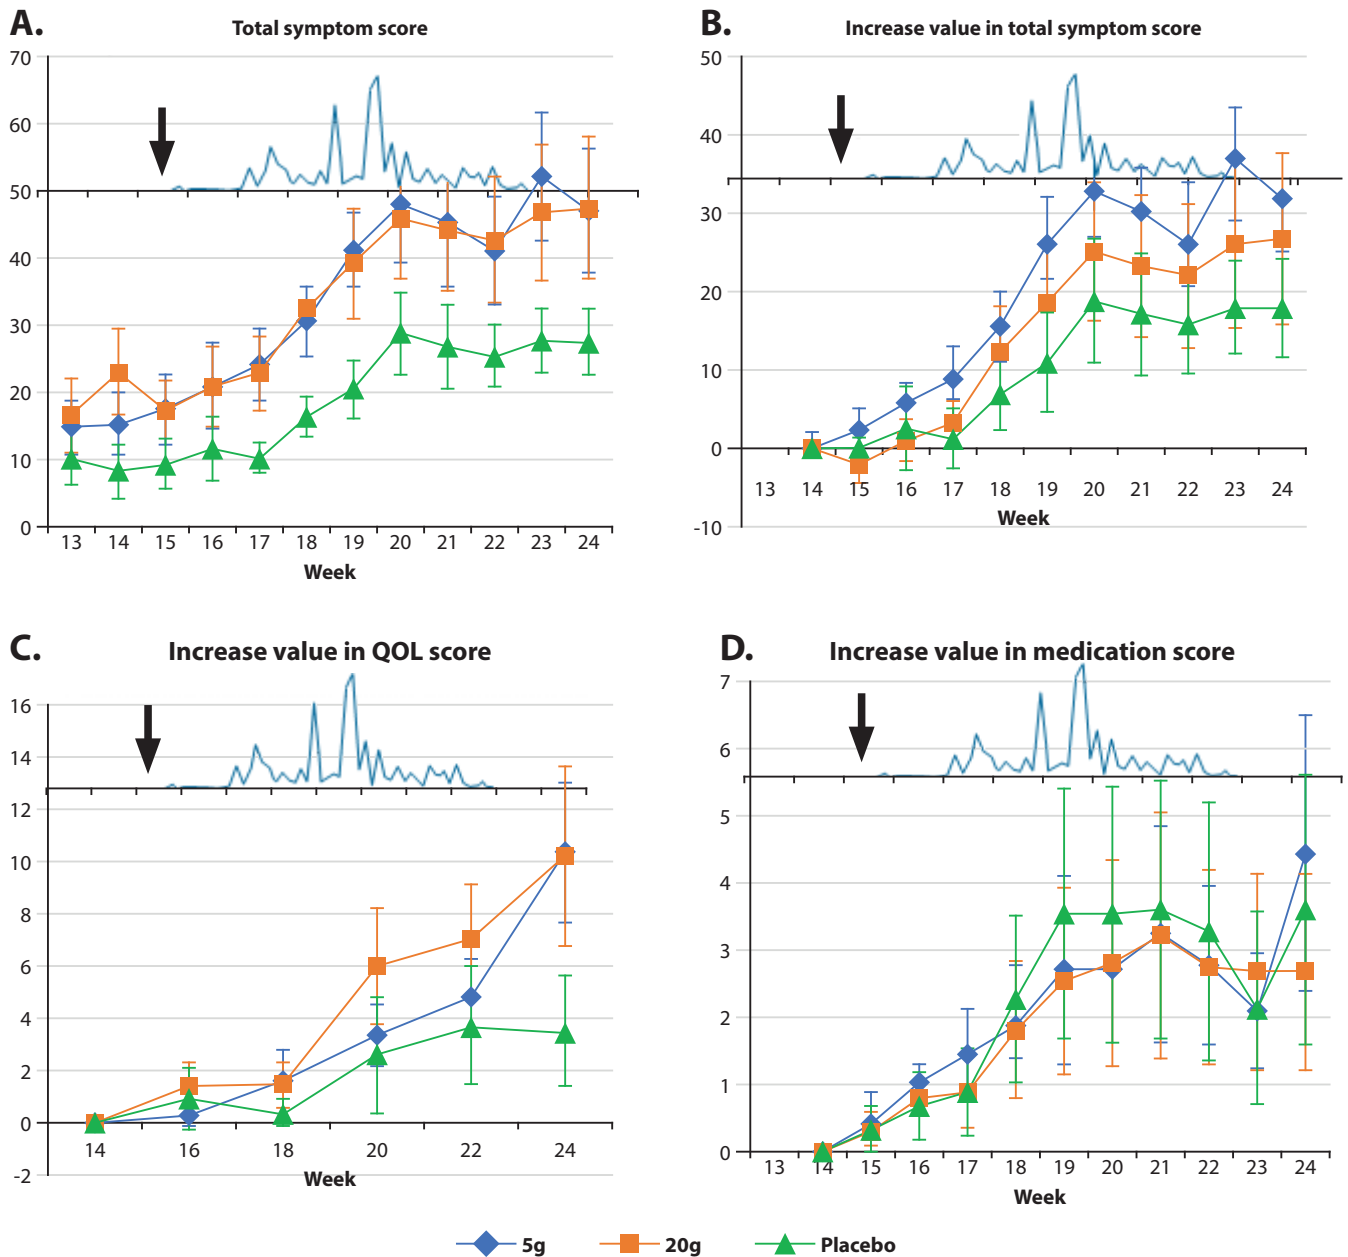 A.
Total symptom score
70
60
50
40
30
20
10
0
13 14 15 16 17 18 19 20 21 22 23 24
Week
B.
Increase value in total symptom score
50
40
30
20
10
0
-10
13 14 15 16 17 18 19 20 21 22 23 24
Week
C.
Increase value in QOL score
16
14
12
10
8
6
4
2
0
-2
14 16 18 20 22 24
Week
D.
Increase value in medication score
7
6
5
4
3
2
1
0
13 14 15 16 17 18 19 20 21 22 23 24
Week
5g 20g Placebo